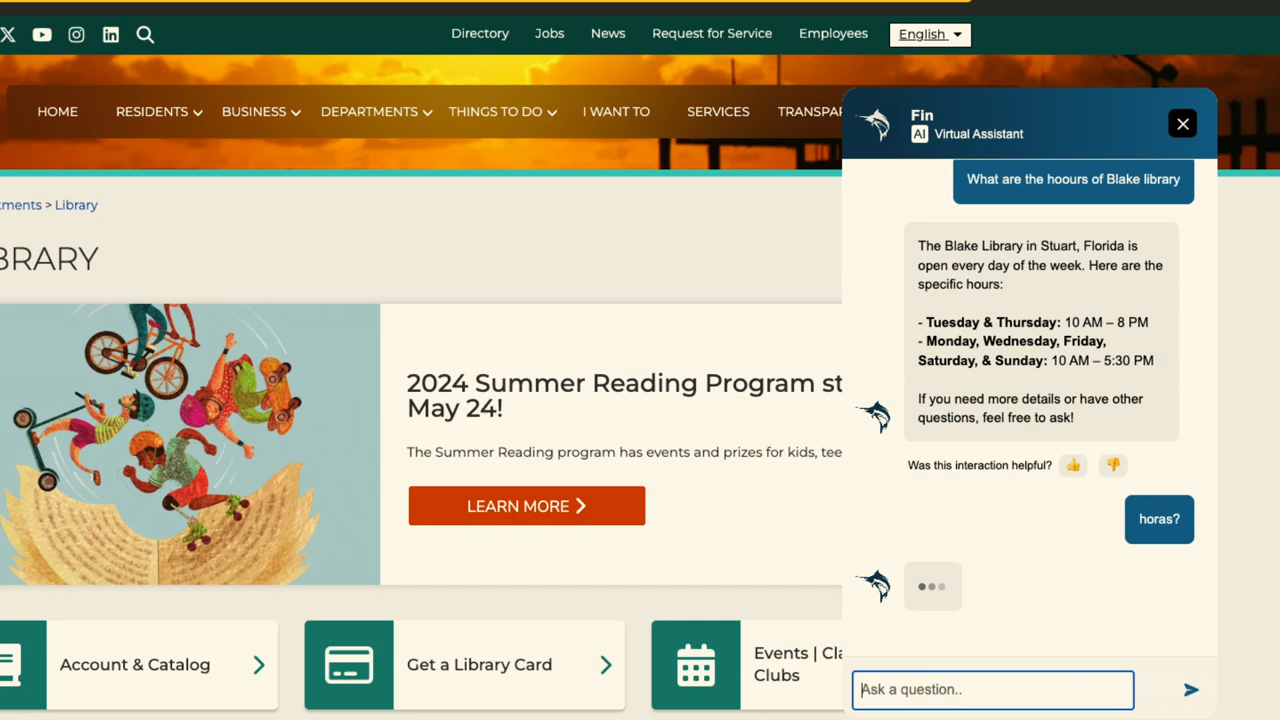 Directory Jobs News Request for Service Employees English
HOME RESIDENTS BUSINESS DEPARTMENTS THINGS TO DO I WANT TO SERVICES TRANSPAR
tments > Library
BRARY
2024 Summer Reading Program st
May 24!
The Summer Reading program has events and prizes for kids, tee
LEARN MORE
Account & Catalog
Get a Library Card
Events | Cla
Clubs
Fin
AI Virtual Assistant
What are the hoours of Blake library
The Blake Library in Stuart, Florida is
open every day of the week. Here are the
specific hours:
- Tuesday & Thursday: 10 AM – 8 PM
- Monday, Wednesday, Friday,
Saturday, & Sunday: 10 AM – 5:30 PM
If you need more details or have other
questions, feel free to ask!
Was this interaction helpful?
horas?
Ask a question..